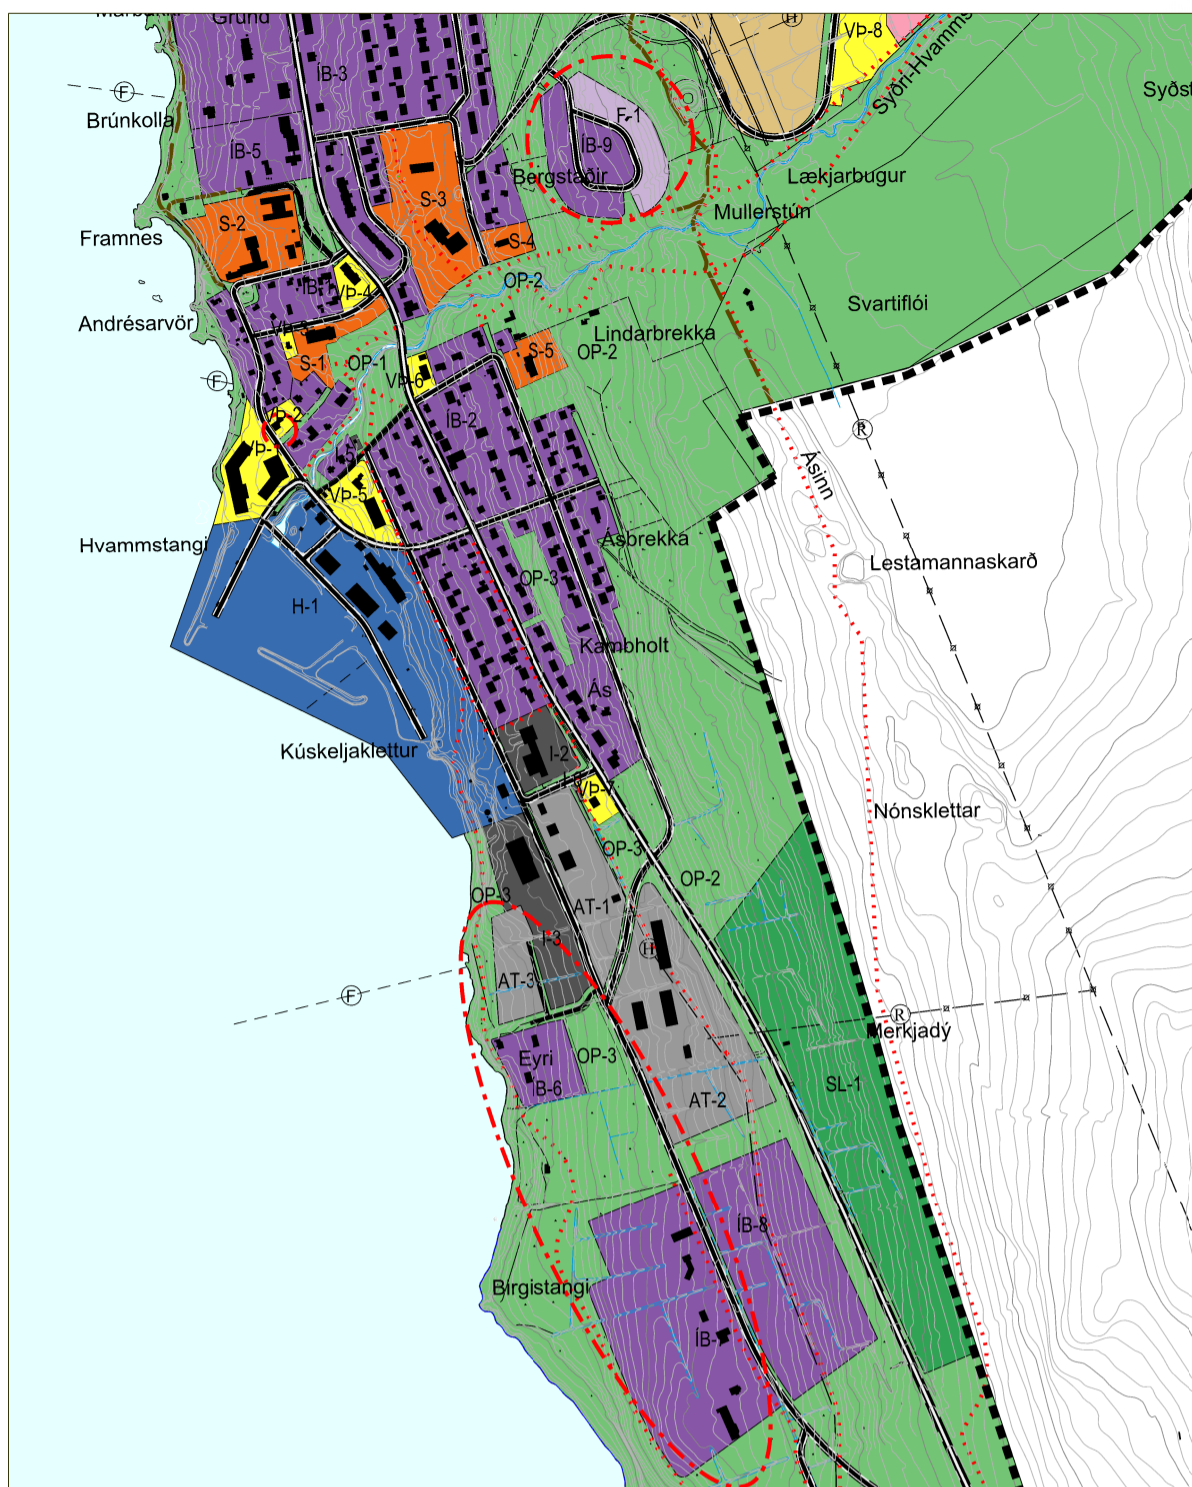 Grund
H
VÞ-8
Syðri-Hvamms
ÍB-3
F
Brúnkolla
F-1
Syðst
ÍB-5
ÍB-9
Bergstaðir
Lækjarbugur
S-3
Mullerstún
S-2
Framnes
S-4
OP-2
ÍB-1
VÞ-4
Svartiflói
Andrésarvör
VÞ-3
Lindarbrekka
S-5
OP-2
S-1
OP-1
F
VÞ-6
VÞ-2
ÍB-2
R
VÞ-1
Ásinn
VÞ-5
Hvammstangi
Ásbrekka
Lestamannaskarð
OP-3
H-1
Kambholt
Ás
Kúskeljaklettur
I-2
VÞ-7
Nónsklettar
OP-3
OP-2
OP-3
AT-1
I-3
H
AT-3
F
R
Merkjadý
Eyri
OP-3
ÍB-6
SL-1
AT-2
ÍB-8
Birgistangi